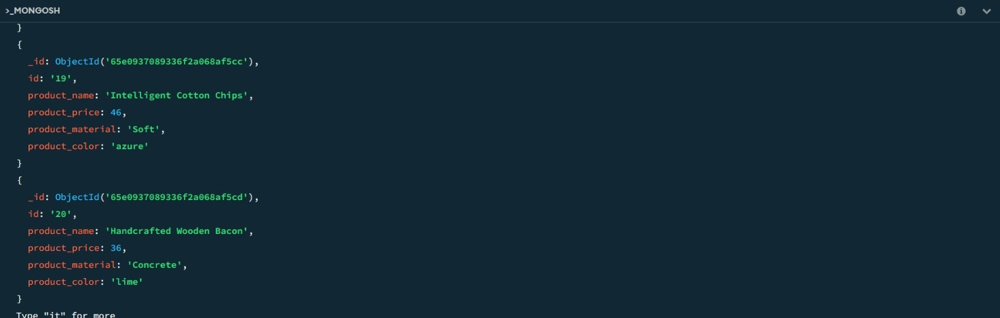 >_MONGOSH
}
{
_id: ObjectId('65e0937089336f2a068af5cc'),
id: '19',
product_name: 'Intelligent Cotton Chips',
product_price: 46,
product_material: 'Soft',
product_color: 'azure'
}
{
_id: ObjectId('65e0937089336f2a068af5cd'),
id: '20',
product_name: 'Handcrafted Wooden Bacon',
product_price: 36,
product_material: 'Concrete',
product_color: 'lime'
}
Type "it" for more